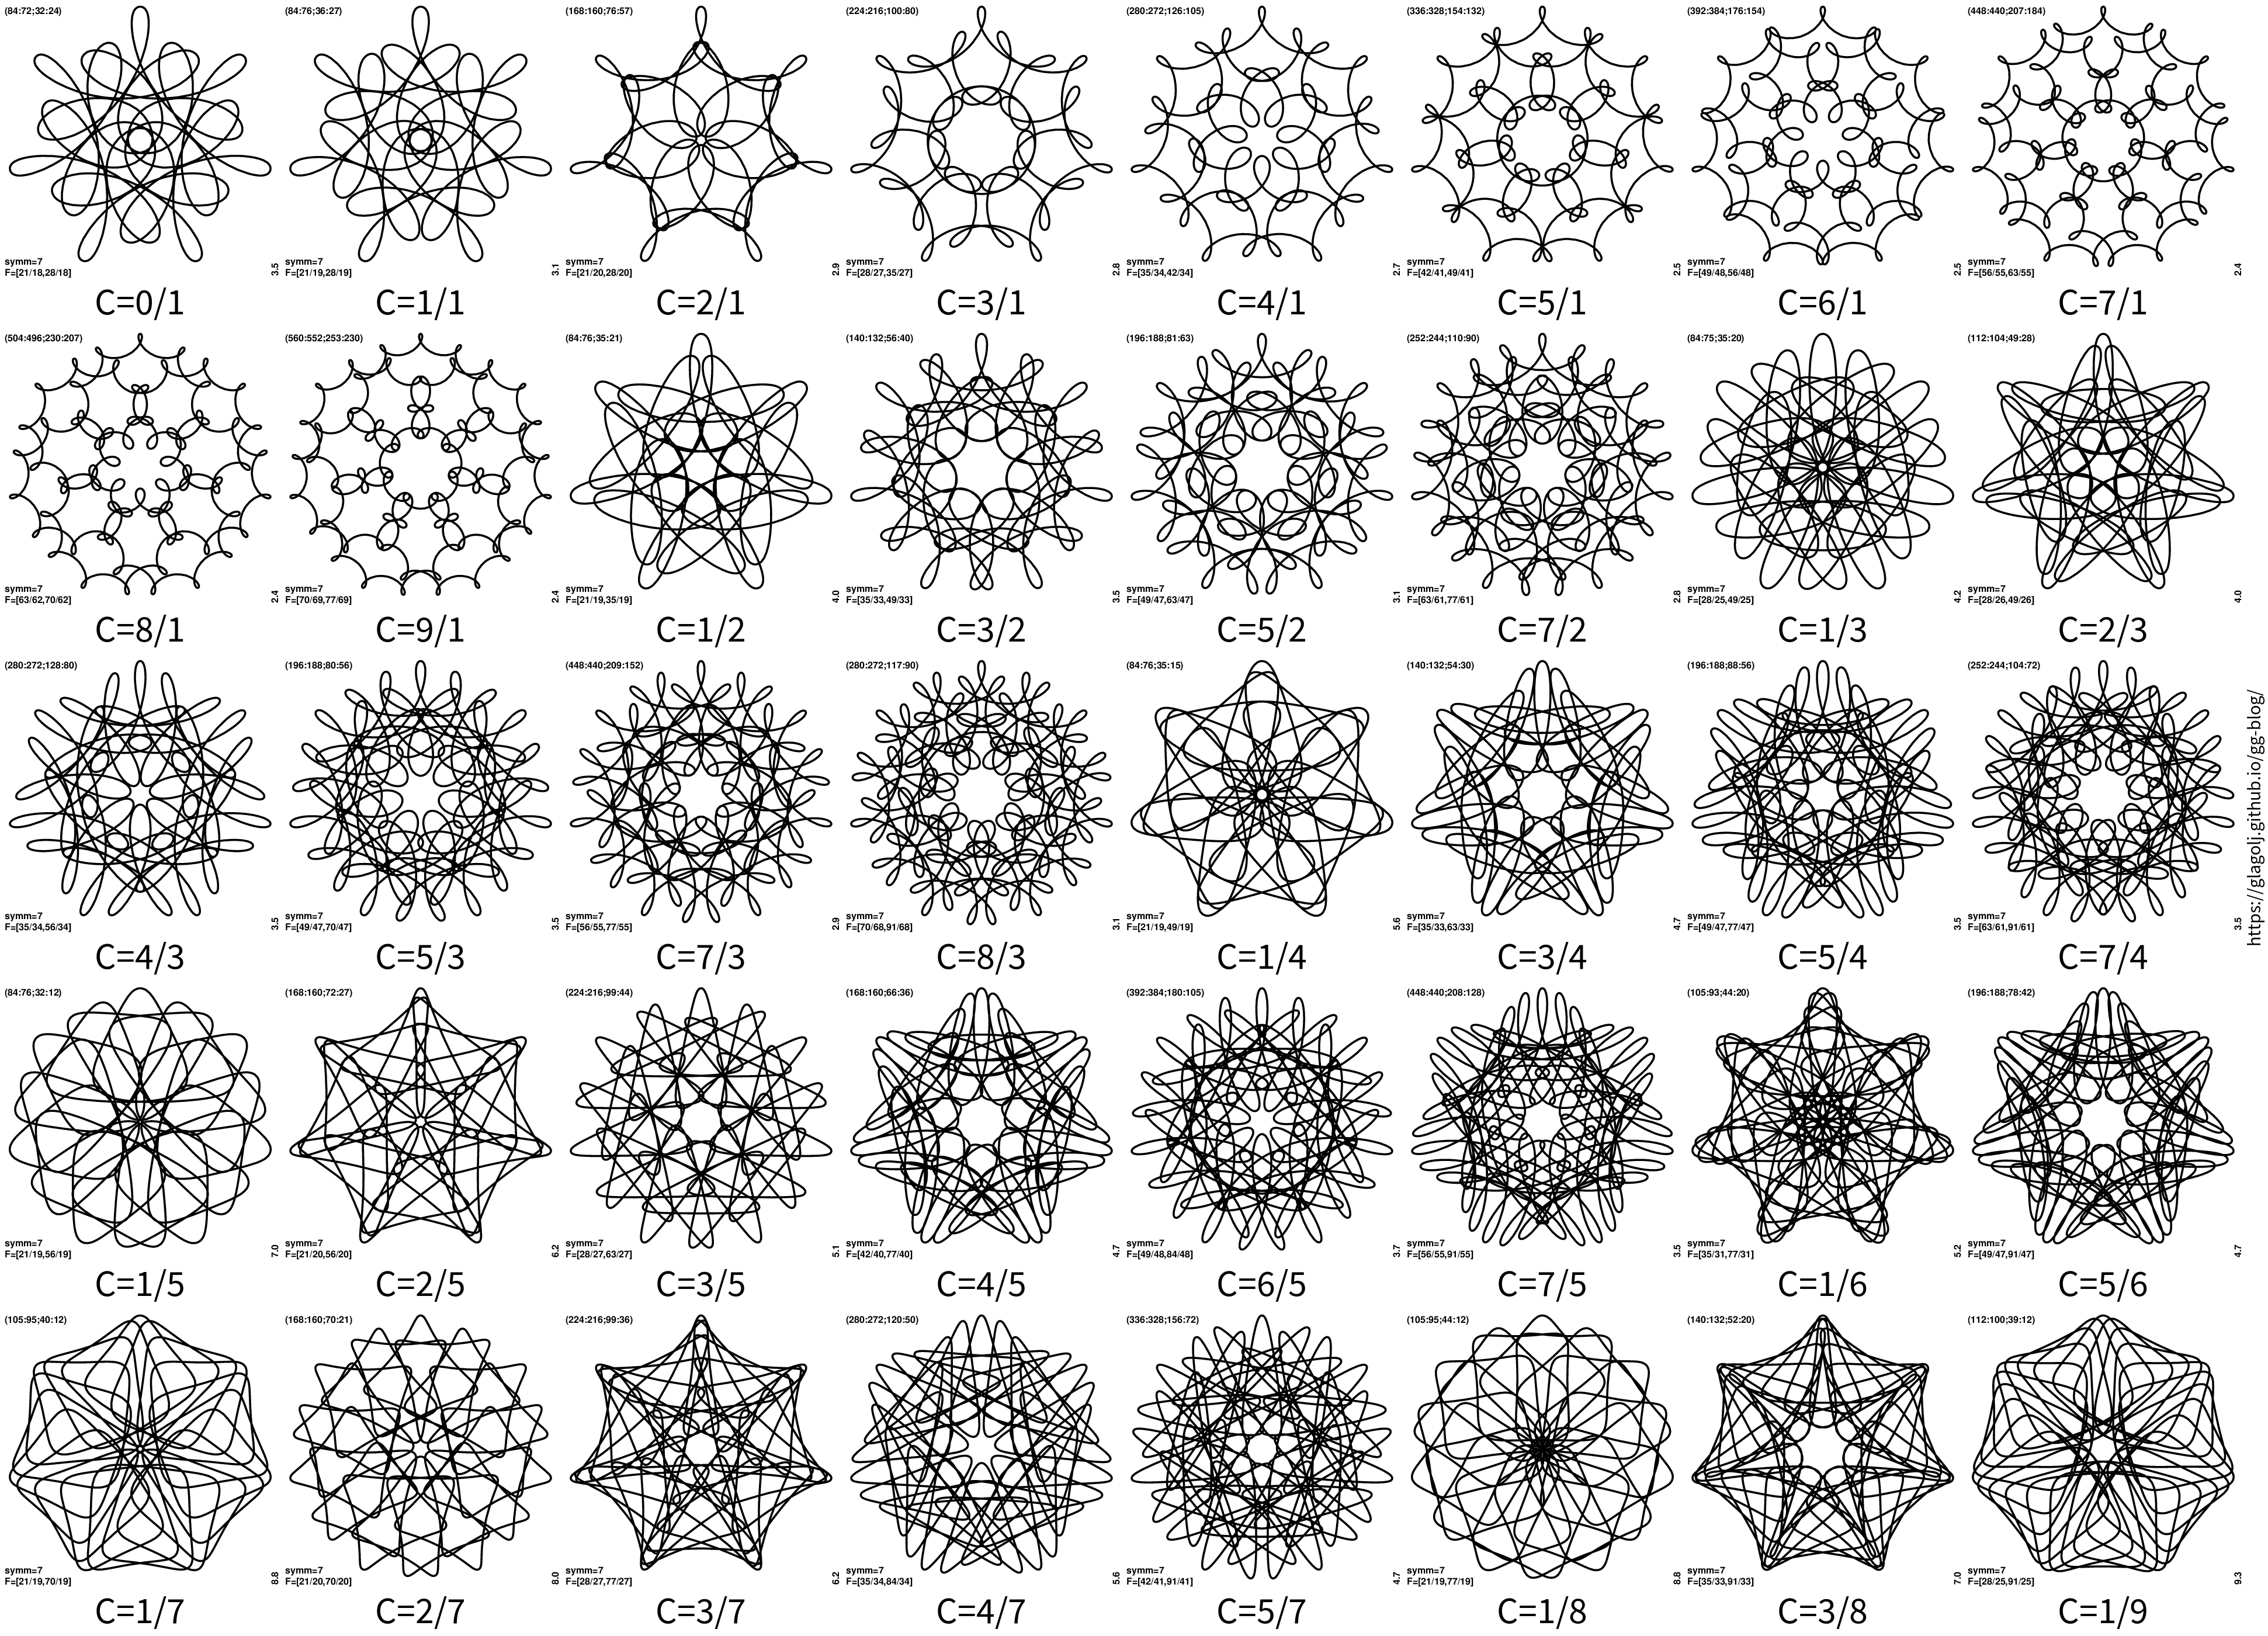 (84:72;32:24) (84:76;36:27) (168:160;76:57) (224:216;100:80) (280:272;126:105) (336:328;154:132) (392:384;176:154) (448:440;207:184)
symm=7 symm=7 symm=7 symm=7 symm=7 symm=7 symm=7 symm=7
F=[21/18,28/18] 3.5 F=[21/19,28/19] 3.1 F=[21/20,28/20] 2.9 F=[28/27,35/27] 2.8 F=[35/34,42/34] 2.7 F=[42/41,49/41] 2.5 F=[49/48,56/48] 2.5 F=[56/55,63/55] 2.4
C=0/1 C=1/1 C=2/1 C=3/1 C=4/1 C=5/1 C=6/1 C=7/1
(504:496;230:207) (560:552;253:230) (84:76;35:21) (140:132;56:40) (196:188;81:63) (252:244;110:90) (84:75;35:20) (112:104;49:28)
symm=7 symm=7 symm=7 symm=7 symm=7 symm=7 symm=7 symm=7
F=[63/62,70/62] 2.4 F=[70/69,77/69] 2.4 F=[21/19,35/19] 4.0 F=[35/33,49/33] 3.5 F=[49/47,63/47] 3.1 F=[63/61,77/61] 2.8 F=[28/25,49/25] 4.2 F=[28/26,49/26] 4.0
C=8/1 C=9/1 C=1/2 C=3/2 C=5/2 C=7/2 C=1/3 C=2/3
(280:272;128:80) (196:188;80:56) (448:440;209:152) (280:272;117:90) (84:76;35:15) (140:132;54:30) (196:188;88:56) (252:244;104:72)
symm=7 symm=7 symm=7 symm=7 symm=7 symm=7 symm=7 symm=7
F=[35/34,56/34] 3.5 F=[49/47,70/47] 3.5 F=[56/55,77/55] 2.9 F=[70/68,91/68] 3.1 F=[21/19,49/19] 5.6 F=[35/33,63/33] 4.7 F=[49/47,77/47] 3.5 F=[63/61,91/61] 3.5
C=4/3 C=5/3 C=7/3 C=8/3 C=1/4 C=3/4 C=5/4 C=7/4
https://glagolj.github.io/gg-blog/
(84:76;32:12) (168:160;72:27) (224:216;99:44) (168:160;66:36) (392:384;180:105) (448:440;208:128) (105:93;44:20) (196:188;78:42)
symm=7 symm=7 symm=7 symm=7 symm=7 symm=7 symm=7 symm=7
F=[21/19,56/19] 7.0 F=[21/20,56/20] 6.2 F=[28/27,63/27] 5.1 F=[42/40,77/40] 4.7 F=[49/48,84/48] 3.7 F=[56/55,91/55] 3.5 F=[35/31,77/31] 5.2 F=[49/47,91/47] 4.7
C=1/5 C=2/5 C=3/5 C=4/5 C=6/5 C=7/5 C=1/6 C=5/6
(105:95;40:12) (168:160;70:21) (224:216;99:36) (280:272;120:50) (336:328;156:72) (105:95;44:12) (140:132;52:20) (112:100;39:12)
symm=7 symm=7 symm=7 symm=7 symm=7 symm=7 symm=7 symm=7
F=[21/19,70/19] 8.8 F=[21/20,70/20] 8.0 F=[28/27,77/27] 6.2 F=[35/34,84/34] 5.6 F=[42/41,91/41] 4.7 F=[21/19,77/19] 8.8 F=[35/33,91/33] 7.0 F=[28/25,91/25] 9.3
C=1/7 C=2/7 C=3/7 C=4/7 C=5/7 C=1/8 C=3/8 C=1/9